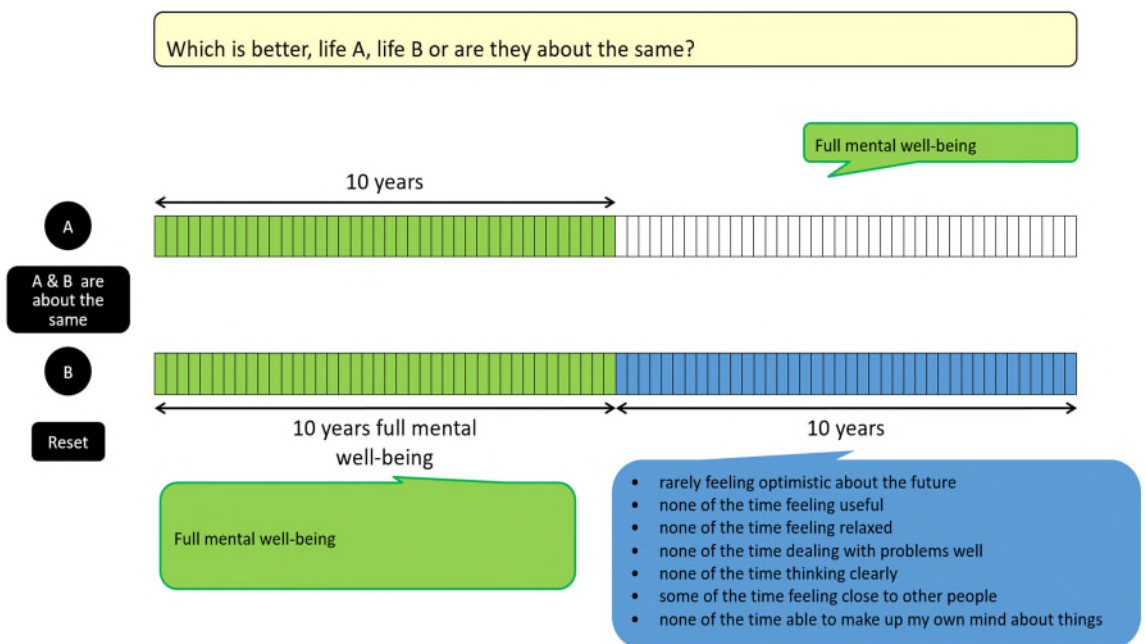 Which is better, life A, life B or are they about the same?
Full mental well-being
10 years
A
A & B are
about the
same
B
Reset
10 years full mental
well-being
10 years
Full mental well-being
• rarely feeling optimistic about the future
• none of the time feeling useful
• none of the time feeling relaxed
• none of the time dealing with problems well
• none of the time thinking clearly
• some of the time feeling close to other people
• none of the time able to make up my own mind about things